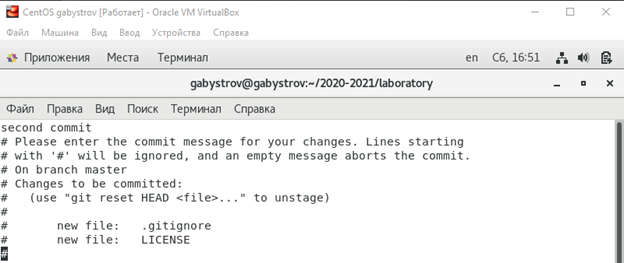 CentOS gabystrov [Работает] - Oracle VM VirtualBox
Файл Машина Вид Ввод Устройства Справка
Приложения Места Терминал en Сб, 16:51
gabystrov@gabystrov:~/2020-2021/laboratory
Файл Правка Вид Поиск Терминал Справка
second commit
# Please enter the commit message for your changes. Lines starting
# with '#' will be ignored, and an empty message aborts the commit.
# On branch master
# Changes to be committed:
#   (use "git reset HEAD <file>..." to unstage)
#
#       new file:   .gitignore
#       new file:   LICENSE
#